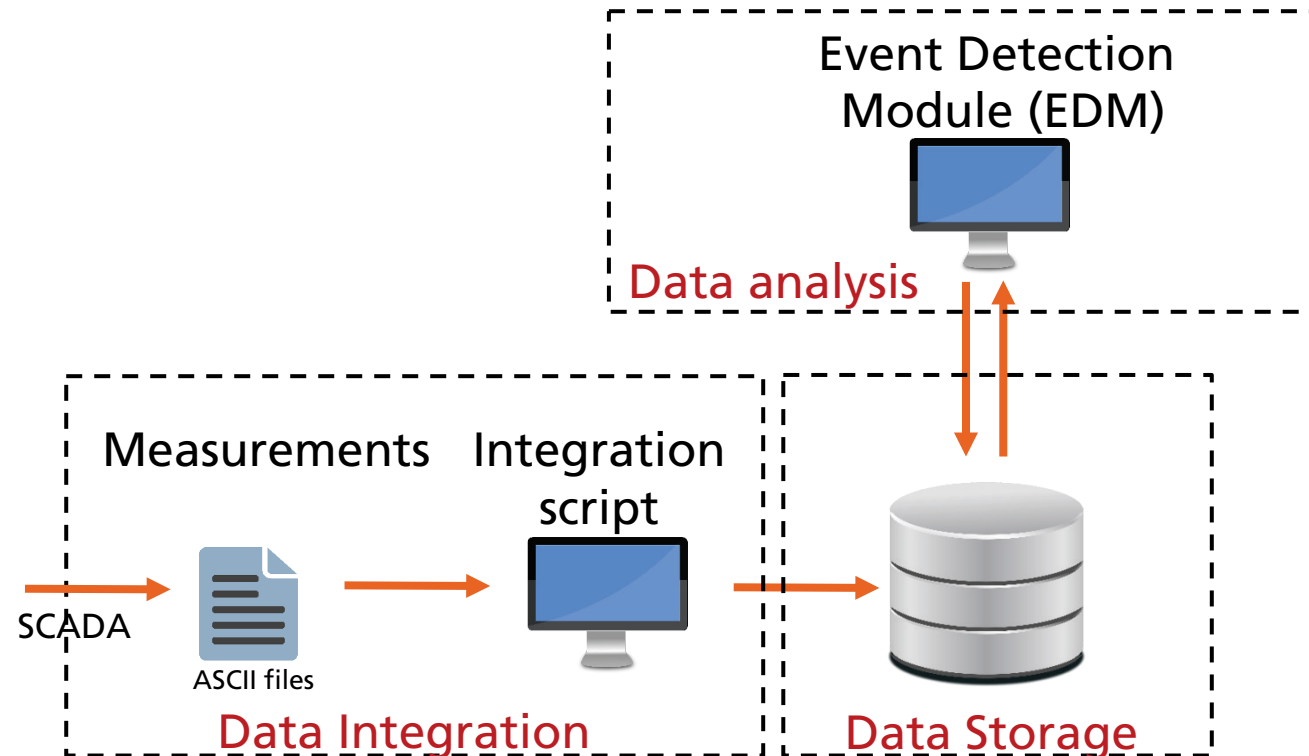 Event Detection
Module (EDM)
Data analysis
Measurements
Integration
script
SCADA
ASCII files
Data Integration
Data Storage